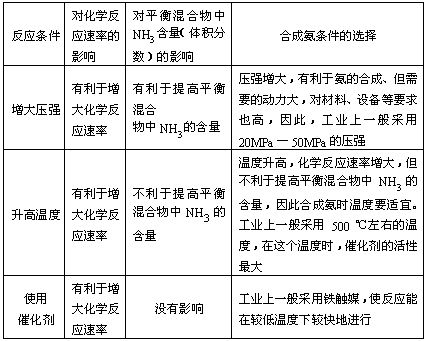 反应条件
对化学反
应速率的
影响
对平衡混合物中
NH3含量(体积分
数)的影响
合成氨条件的选择
增大压强
有利于增
大化学反
应速率
有利于提高平衡
混合
物中NH3的含量
压强增大，有利于氨的合成、但需
要的动力大，对材料、设备等要求
也高，因此，工业上一般采用
20MPa—50MPa的压强
升高温度
有利于增
大化学反
应速率
不利于提高平衡
混合物中NH3的
含量
温度升高，化学反应速率增大，但
不利于提高平衡混合物中NH3的
含量，因此合成氨时温度要适宜。
工业上一般采用 500 ℃左右的温
度，在这个温度时，催化剂的活性
最大
使用
催化剂
有利于增
大化学反
应速率
没有影响
工业上一般采用铁触媒，使反应能
在较低温度下较快地进行